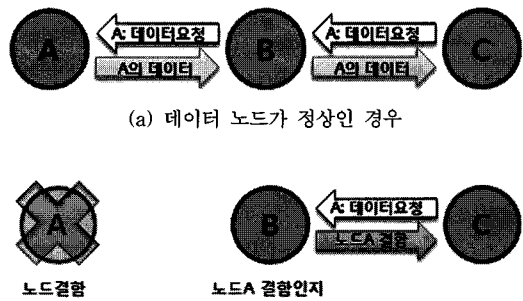 A A: 데이터요청 B A: 데이터요청 C
A의 데이터 A의 데이터
(a) 데이터 노드가 정상인 경우
A B A: 데이터요청 C
노드A 결함
노드결함 노드A 결함인지